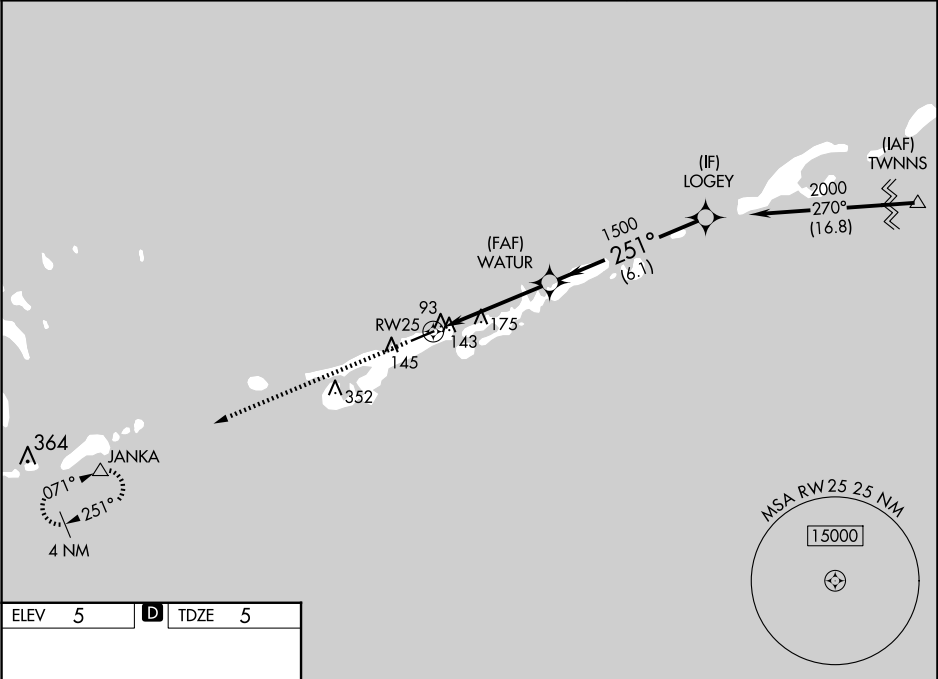 (IAF)
TWNNS
(IF)
LOGEY
2000
270°
(16.8)
1500
251°
(6.1)
(FAF)
WATUR
93
RW25
175
143
145
352
364
JANKA
071°
251°
4 NM
MSA RW25 25 NM
15000
ELEV 5 D TDZE 5